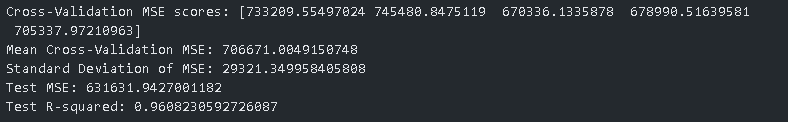 Cross-Validation MSE scores: [733209.55497024 745480.8475119  670336.1335878  678990.51639581
 705337.97210963]
Mean Cross-Validation MSE: 706671.0049150748
Standard Deviation of MSE: 29321.349958405808
Test MSE: 631631.9427001182
Test R-squared: 0.9608230592726087